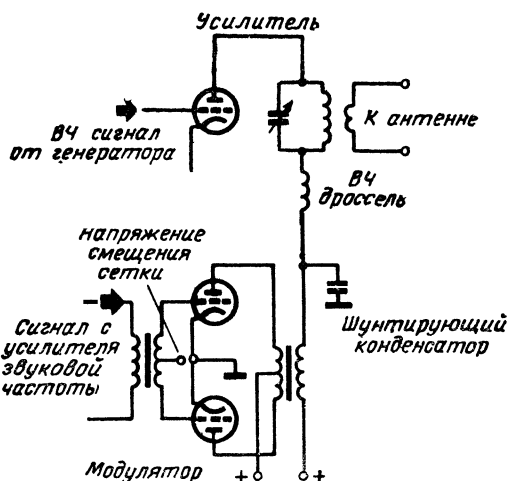 Усилитель
К антенне
ВЧ сигнал
от генератора
ВЧ
дроссель
напряжение
смещения
сетки
Сигнал с
усилителя
звуковой
частоты
Шунтирующий
конденсатор
Модулятор
+
+